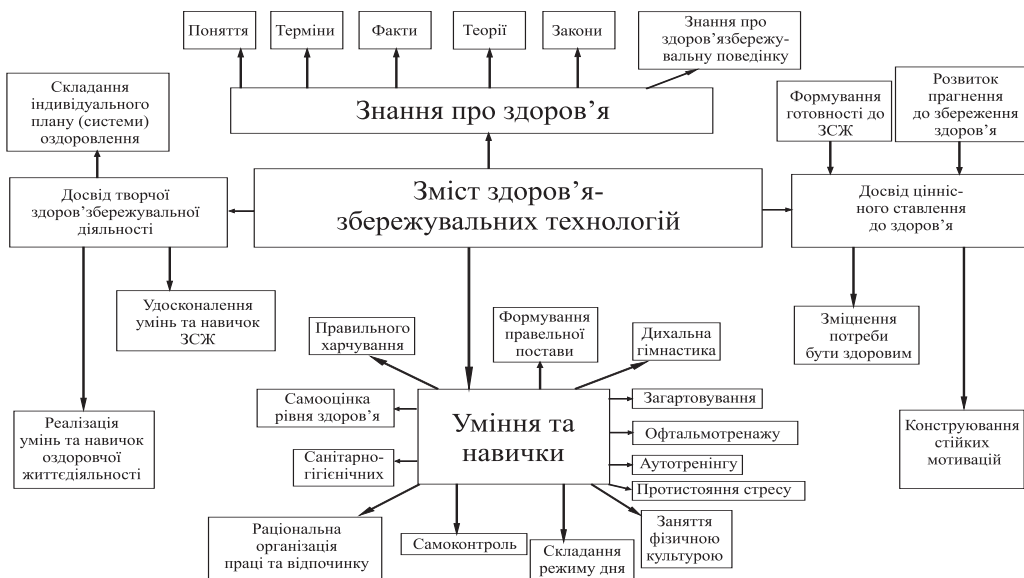 Поняття
Терміни
Факти
Теорії
Закони
Знання про
здоров’язбережу-
вальну поведінку
Складання
індивідуального
плану (системи)
оздоровлення
Знання про здоров’я
Формування
готовності до
ЗСЖ
Розвиток
прагнення
до збереження
здоров’я
Досвід творчої
здоров’збережувальної
діяльності
Зміст здоров’я-
збережувальних технологій
Досвід цінніс-
ного ставлення
до здоров’я
Удосконалення
умінь та навичок
ЗСЖ
Правильного
харчування
Формування
правельної
постави
Дихальна
гімнастика
Зміцнення
потреби
бути здоровим
Самооцінка
рівня здоров’я
Уміння та
навички
Загартовування
Офтальмотренажу
Аутотренінгу
Протистояння стресу
Реалізація
умінь та навичок
оздоровчої
життєдіяльності
Санітарно-
гігієнічних
Конструювання
стійких
мотивацій
Раціональна
організація
праці та відпочинку
Самоконтроль
Складання
режиму дня
Заняття
фізичною
культурою